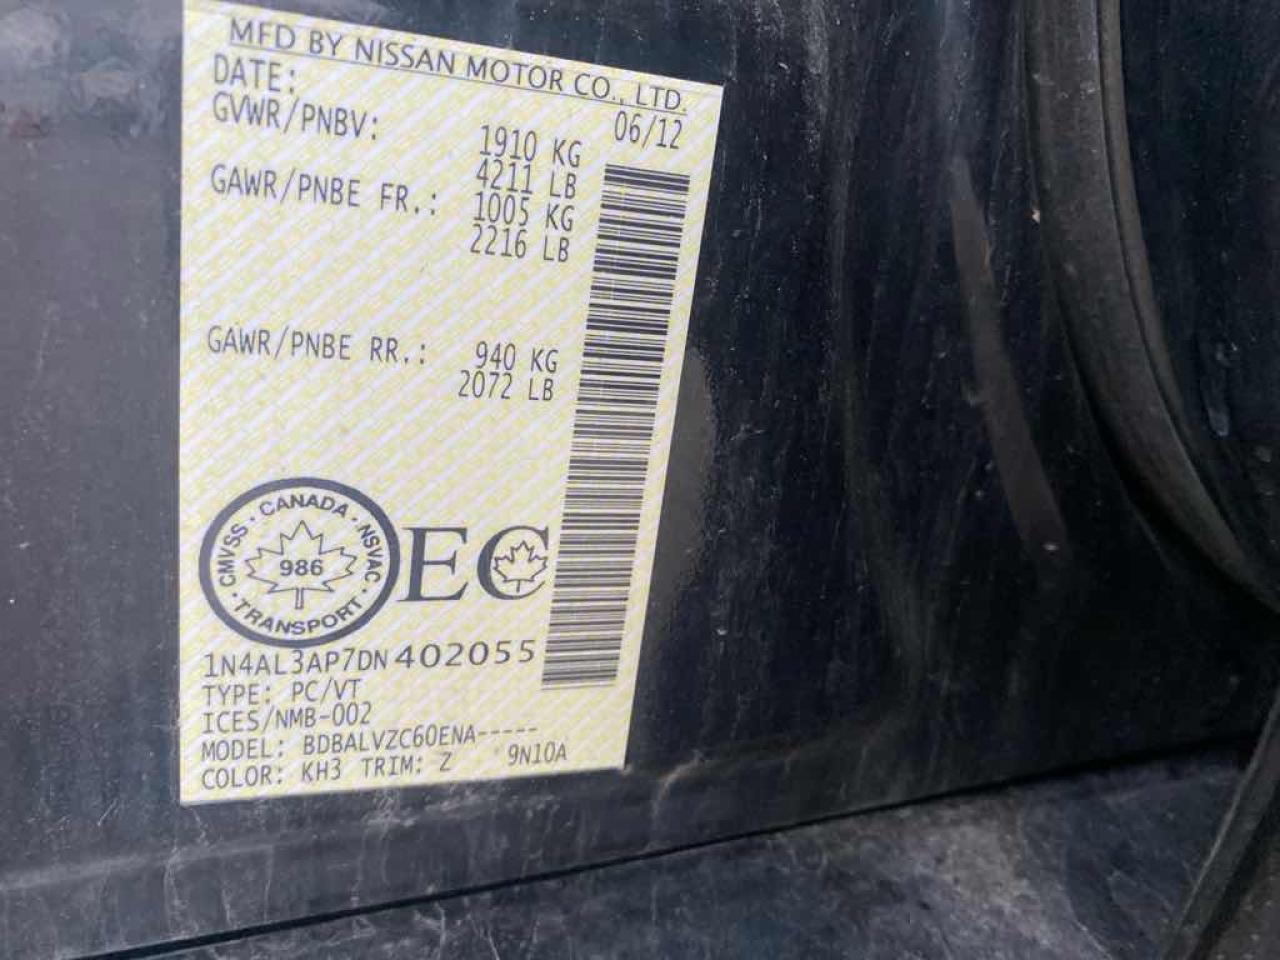 MFD BY NISSAN MOTOR CO., LTD.
DATE: 06/12
GVWR/PNBV: 1910 KG
4211 LB
GAWR/PNBE FR.: 1005 KG
2216 LB
GAWR/PNBE RR.: 940 KG
2072 LB
CMVSS · CANADA · NSVAC · TRANSPORT ·
986
EC
1N4AL3AP7DN402055
TYPE: PC/VT
ICES/NMB-002
MODEL: BDBALVZC60ENA-----
COLOR: KH3 TRIM: Z 9N10A